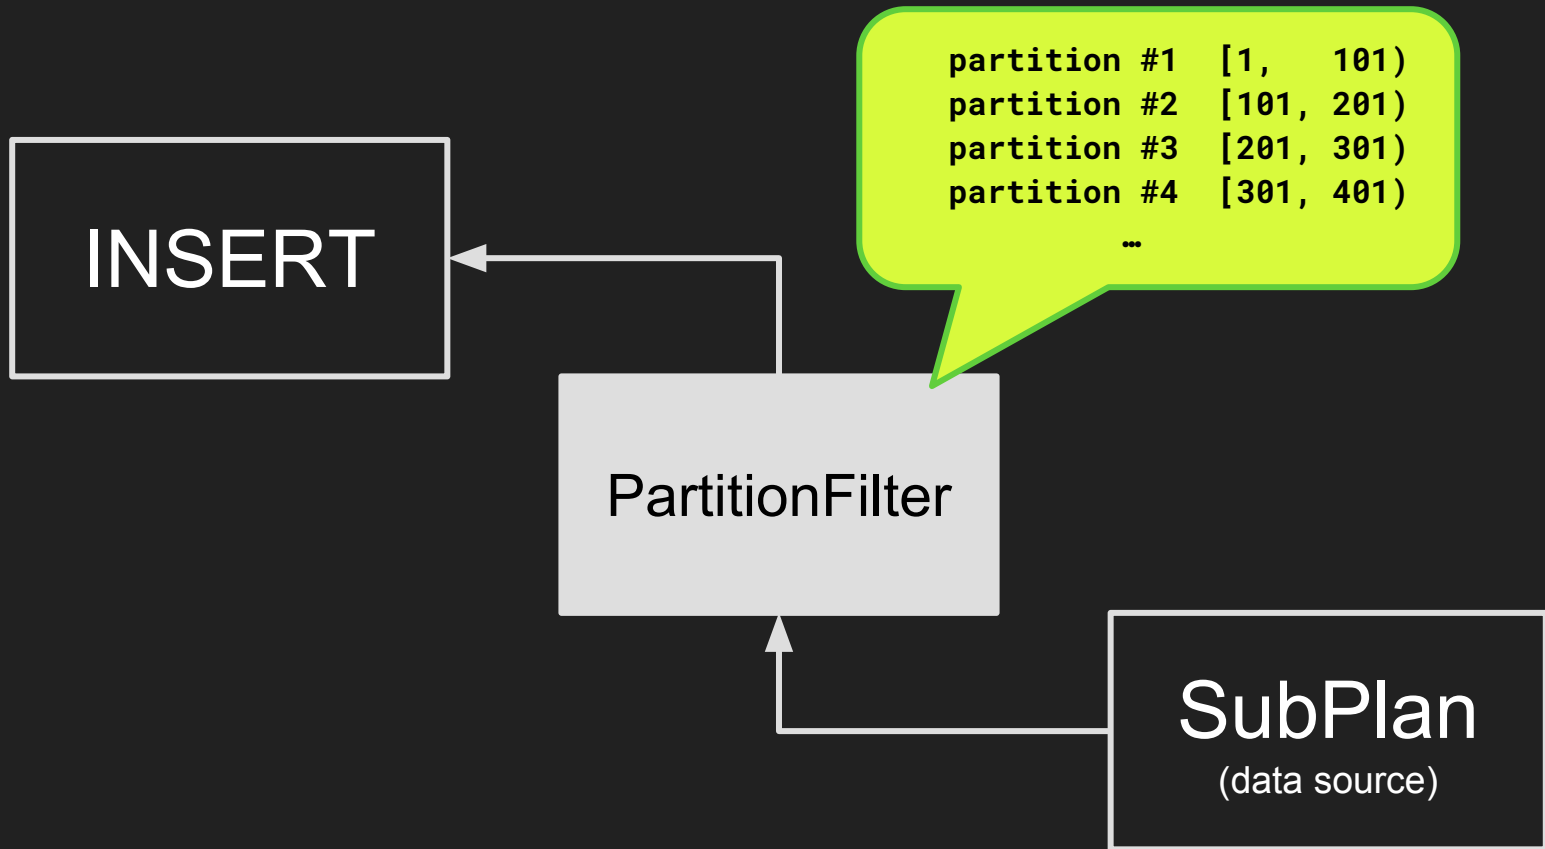 partition #1 [1, 101)
partition #2 [101, 201)
partition #3 [201, 301)
partition #4 [301, 401)
…
INSERT
PartitionFilter
SubPlan
(data source)